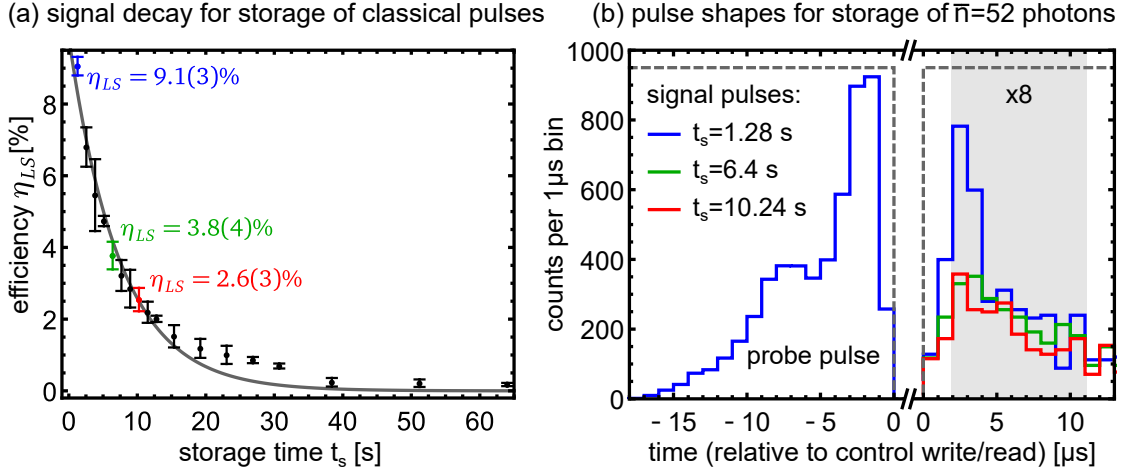 (a) signal decay for storage of classical pulses
efficiency η_LS [%]
8
6
4
2
0
η_LS = 9.1(3)%
η_LS = 3.8(4)%
η_LS = 2.6(3)%
0 10 20 30 40 50 60
storage time t_s [s]
(b) pulse shapes for storage of n̅=52 photons
counts per 1µs bin
1000
800
600
400
200
0
signal pulses:
t_s=1.28 s
t_s=6.4 s
t_s=10.24 s
x8
probe pulse
-15 -10 -5 0 0 5 10
time (relative to control write/read) [µs]